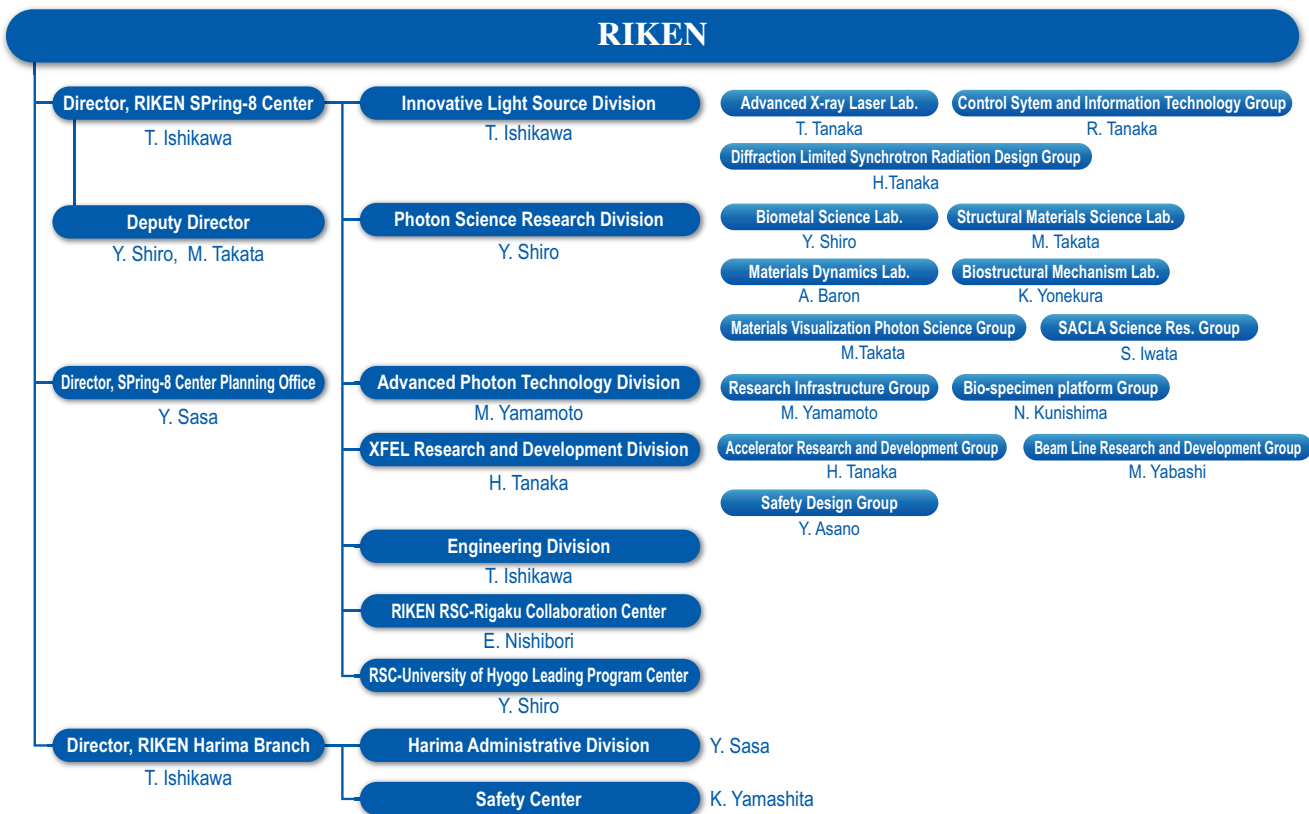 RIKEN
Director, RIKEN SPring-8 Center
T. Ishikawa
Deputy Director
Y. Shiro, M. Takata
Director, SPring-8 Center Planning Office
Y. Sasa
Director, RIKEN Harima Branch
T. Ishikawa
Innovative Light Source Division
T. Ishikawa
Advanced X-ray Laser Lab.
T. Tanaka
Control Sytem and Information Technology Group
R. Tanaka
Diffraction Limited Synchrotron Radiation Design Group
H.Tanaka
Photon Science Research Division
Y. Shiro
Biometal Science Lab.
Y. Shiro
Structural Materials Science Lab.
M. Takata
Materials Dynamics Lab.
A. Baron
Biostructural Mechanism Lab.
K. Yonekura
Materials Visualization Photon Science Group
M.Takata
SACLA Science Res. Group
S. Iwata
Advanced Photon Technology Division
M. Yamamoto
Research Infrastructure Group
M. Yamamoto
Bio-specimen platform Group
N. Kunishima
XFEL Research and Development Division
H. Tanaka
Accelerator Research and Development Group
H. Tanaka
Beam Line Research and Development Group
M. Yabashi
Safety Design Group
Y. Asano
Engineering Division
T. Ishikawa
RIKEN RSC-Rigaku Collaboration Center
E. Nishibori
RSC-University of Hyogo Leading Program Center
Y. Shiro
Harima Administrative Division
Y. Sasa
Safety Center
K. Yamashita